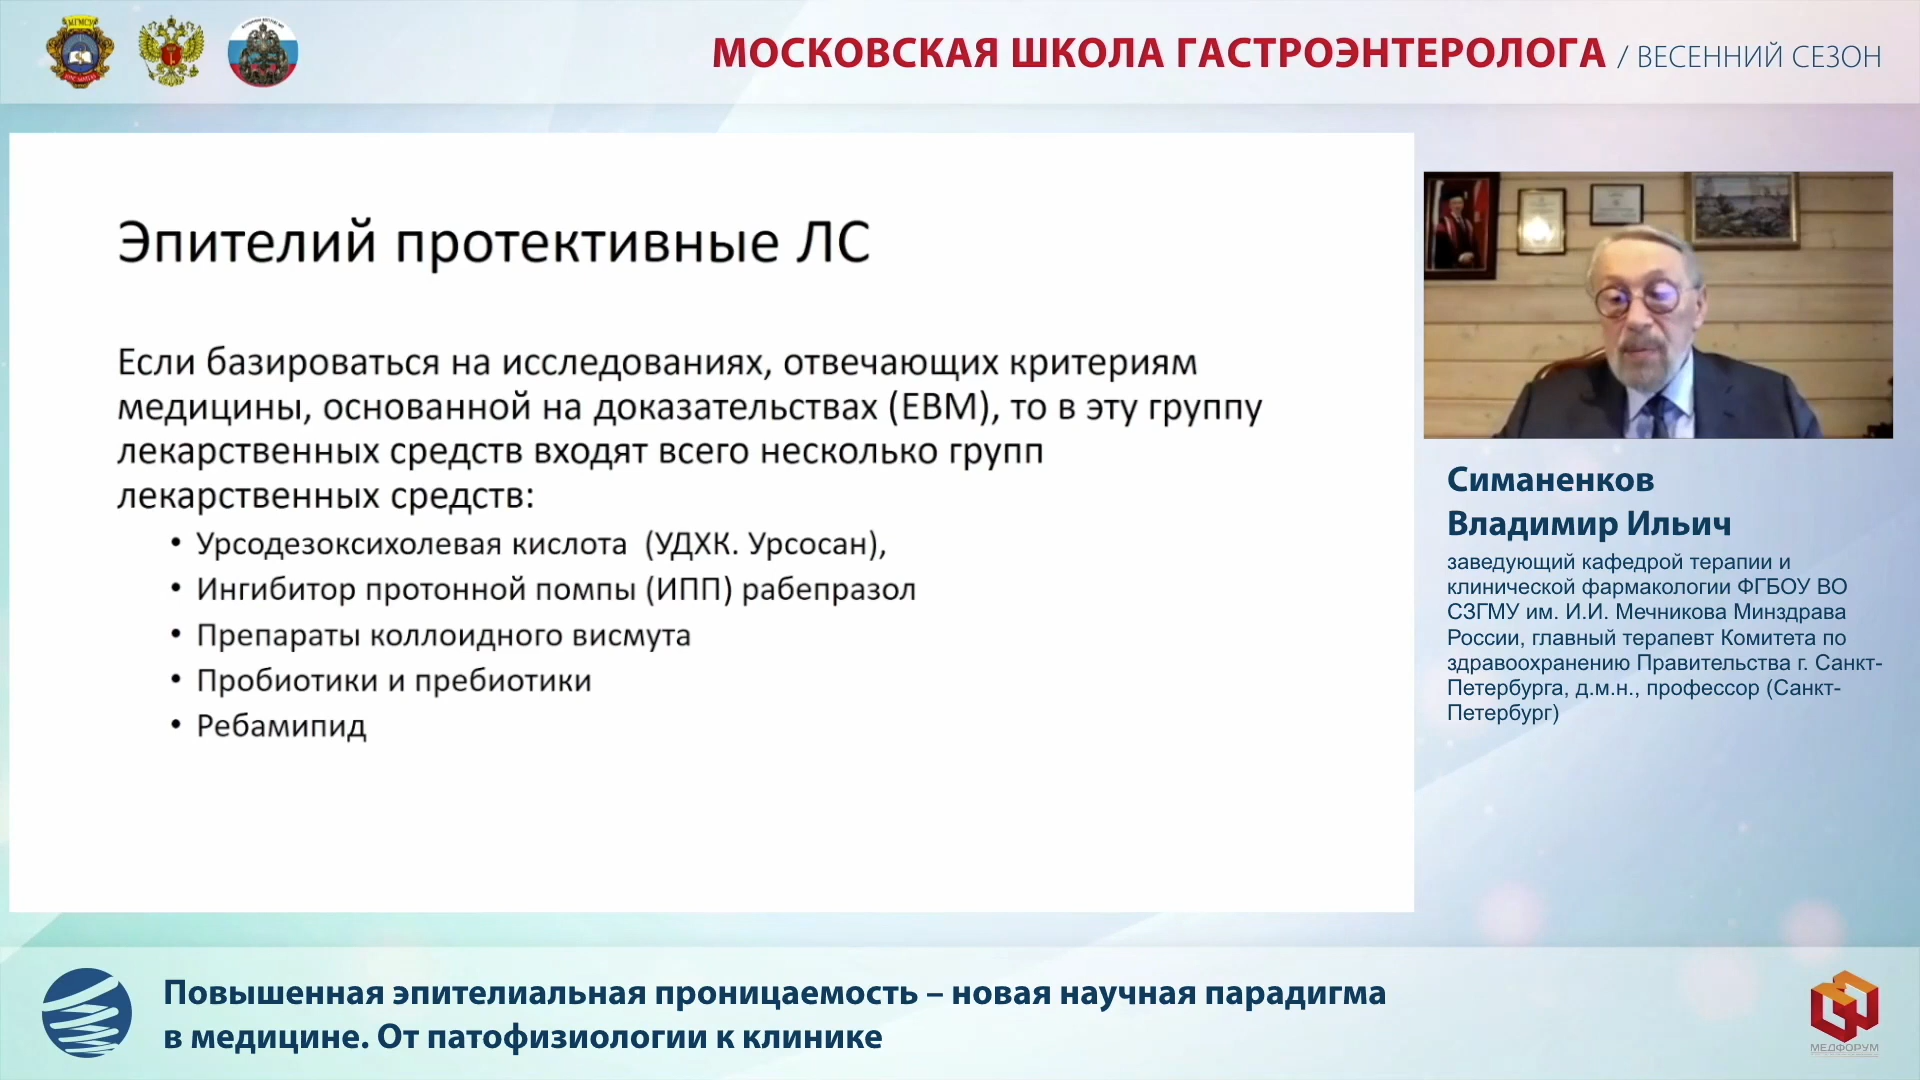 МГМСУ
МОСКОВСКАЯ ШКОЛА ГАСТРОЭНТЕРОЛОГА / ВЕСЕННИЙ СЕЗОН
Эпителий протективные ЛС
Если базироваться на исследованиях, отвечающих критериям
медицины, основанной на доказательствах (ЕВМ), то в эту группу
лекарственных средств входят всего несколько групп
лекарственных средств:
• Урсодезоксихолевая кислота (УДХК. Урсосан),
• Ингибитор протонной помпы (ИПП) рабепразол
• Препараты коллоидного висмута
• Пробиотики и пребиотики
• Ребамипид
Симаненков
Владимир Ильич
заведующий кафедрой терапии и
клинической фармакологии ФГБОУ ВО
СЗГМУ им. И.И. Мечникова Минздрава
России, главный терапевт Комитета по
здравоохранению Правительства г. Санкт-
Петербурга, д.м.н., профессор (Санкт-
Петербург)
Повышенная эпителиальная проницаемость – новая научная парадигма
в медицине. От патофизиологии к клинике
МЕДФОРУМ